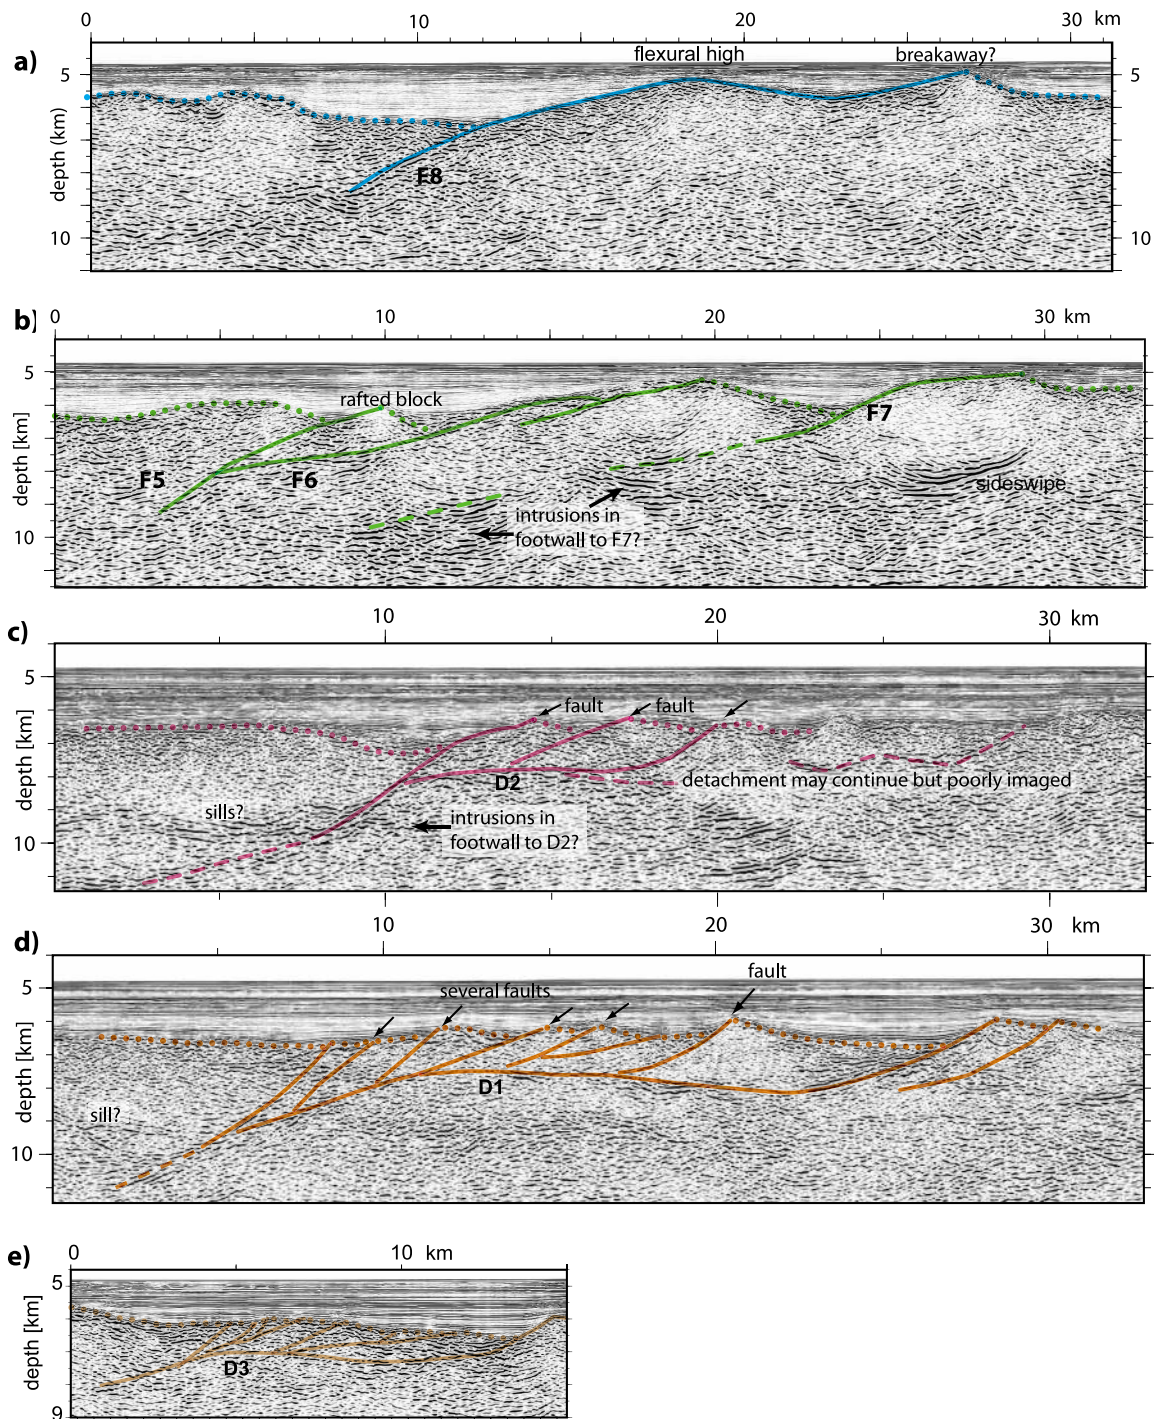 0 10 20 30 km
a)
flexural high breakaway?
5 5
depth (km)
F8
10 10
b)
0 10 20 30 km
5
rafted block
F7
depth [km]
F5 F6
sideswipe
intrusions in
footwall to F7?
10
c)
10 20 30 km
5
fault fault
depth [km]
D2
detachment may continue but poorly imaged
sills?
intrusions in
footwall to D2?
10
10 20 30 km
d)
fault
5
several faults
depth [km]
D1
sill?
10
e)
0 10 km
5
depth [km]
D3
9